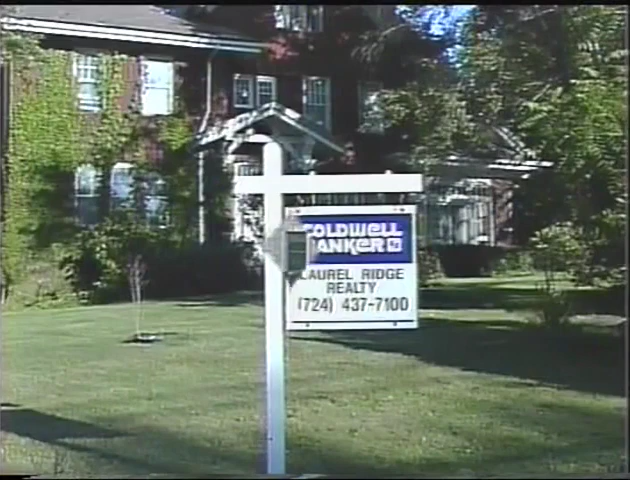 COLDWELL
BANKER
LAUREL RIDGE
REALTY
(724) 437-7100